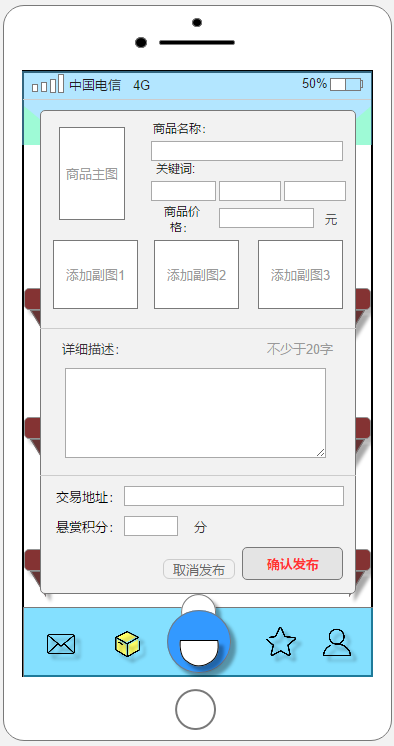 中国电信 4G 50%
商品名称：
商品主图
关键词:
商品价
格：
元
添加副图1 添加副图2 添加副图3
详细描述： 不少于20字
交易地址：
悬赏积分： 分
取消发布 确认发布